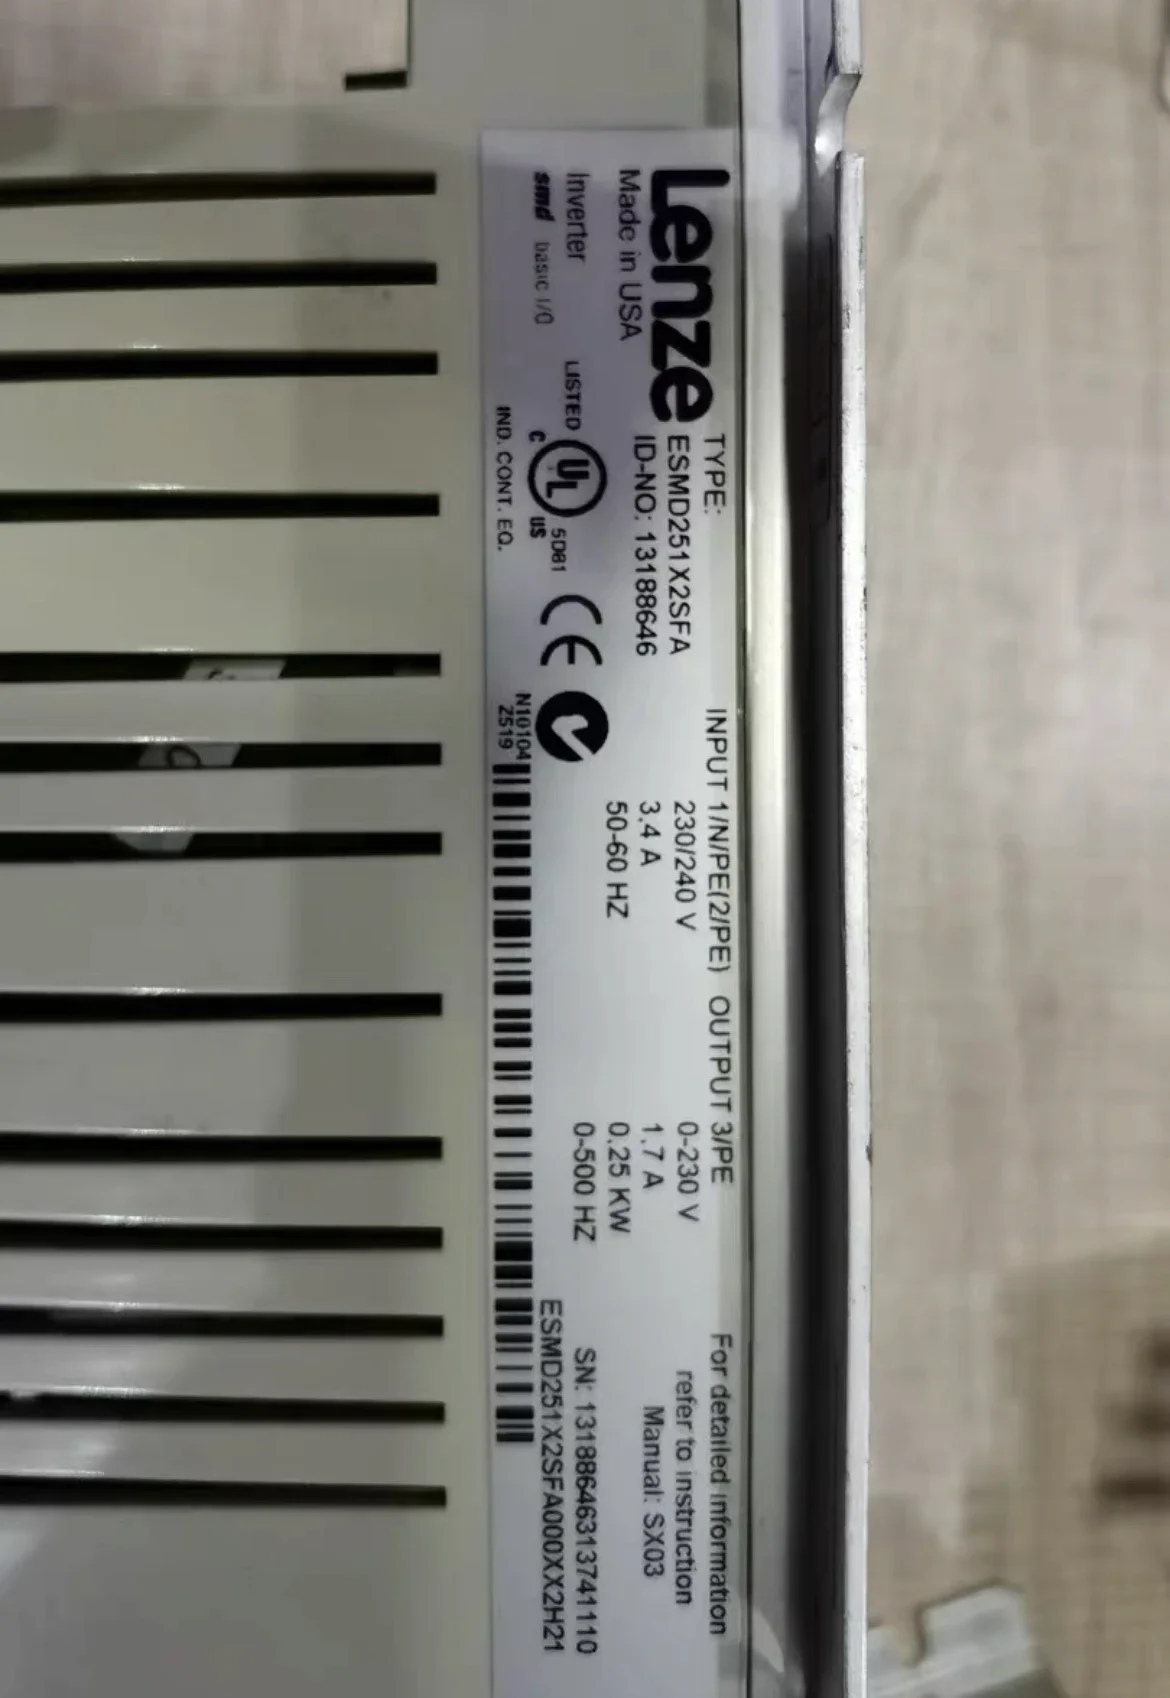 Lenze
Made in USA
Inverter
smd basic I/O
TYPE:
ESMD251X2SFA
ID-NO: 13188646
LISTED
UL
C US
5D81
IND. CONT. EQ.
CE
N10104
Z519
INPUT 1/N/PE(2/PE)
230/240 V
3.4 A
50-60 HZ
OUTPUT 3/PE
0-230 V
1.7 A
0.25 KW
0-500 HZ
For detailed information
refer to instruction
Manual: SX03
SN: 13188646313741110
ESMD251X2SFA000XX2H21